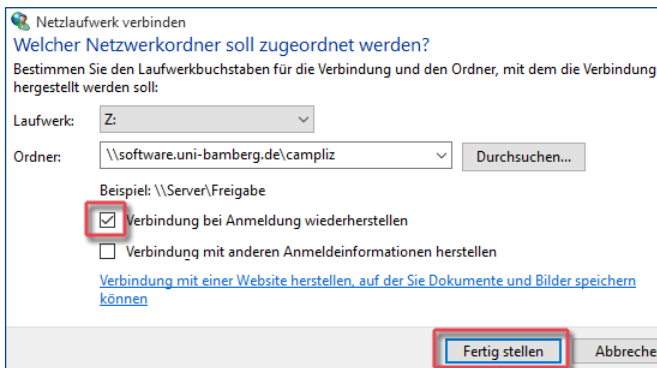 Netzlaufwerk verbinden
Welcher Netzwerkordner soll zugeordnet werden?
Bestimmen Sie den Laufwerkbuchstaben für die Verbindung und den Ordner, mit dem die Verbindung
hergestellt werden soll:
Laufwerk: Z:
Ordner: \\software.uni-bamberg.de\campliz Durchsuchen...
Beispiel: \\Server\Freigabe
Verbindung bei Anmeldung wiederherstellen
Verbindung mit anderen Anmeldeinformationen herstellen
Verbindung mit einer Website herstellen, auf der Sie Dokumente und Bilder speichern
können
Fertig stellen Abbreche